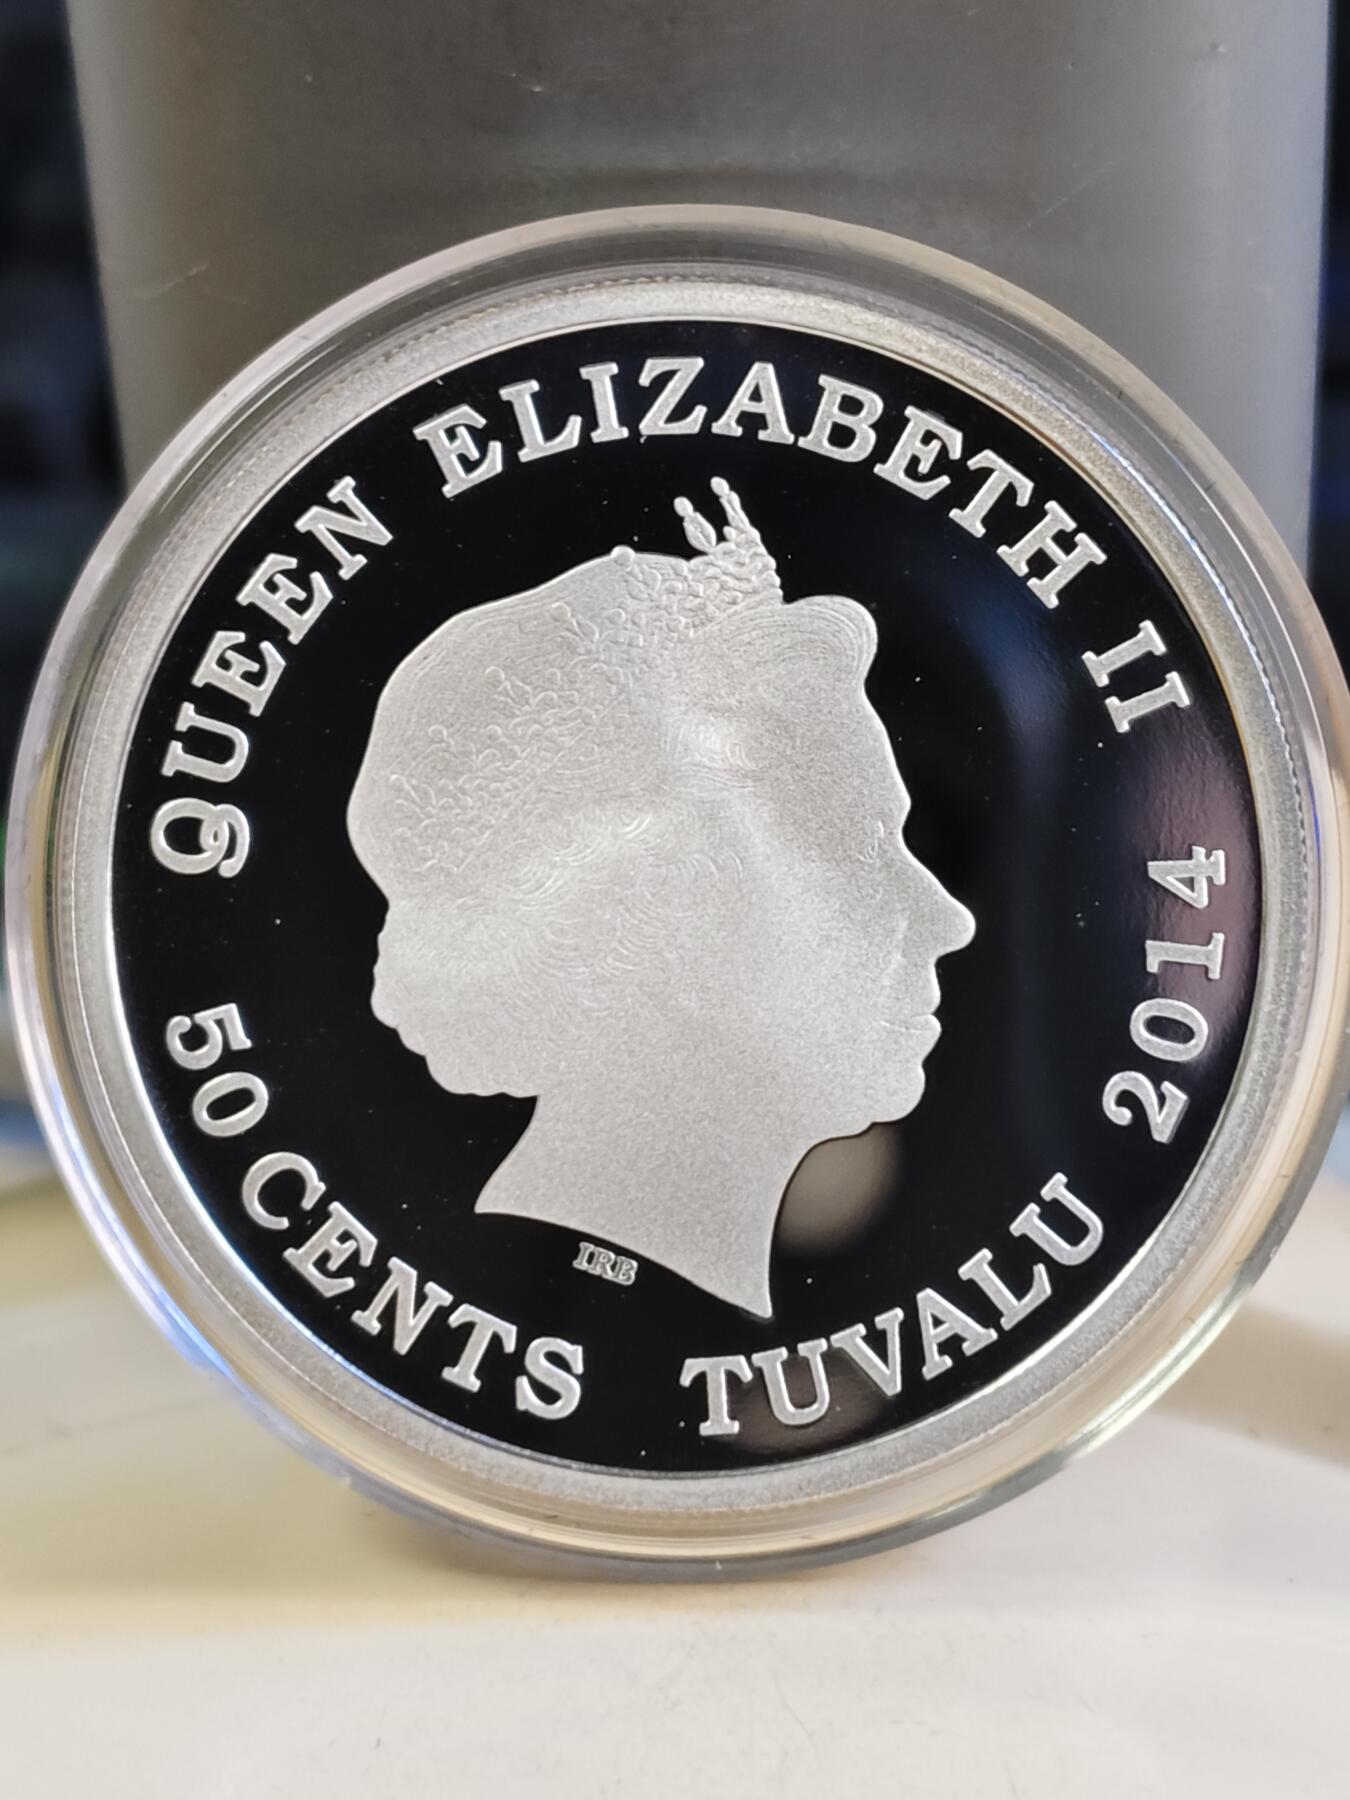 QUEEN ELIZABETH II
50 CENTS TUVALU 2014
IRB